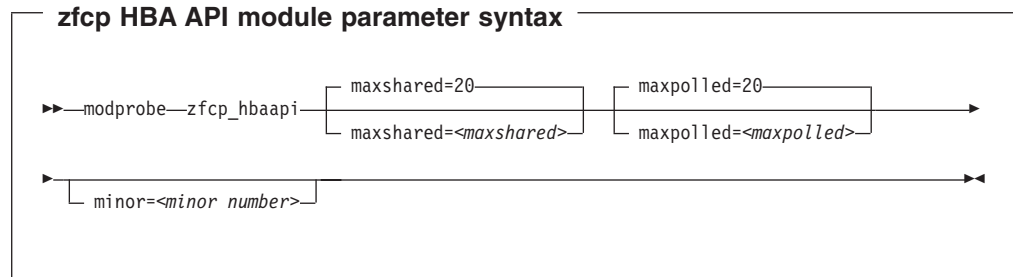 zfcp HBA API module parameter syntax
maxshared=20 maxpolled=20
modprobe zfcp_hbaapi
maxshared=<maxshared> maxpolled=<maxpolled>
minor=<minor number>